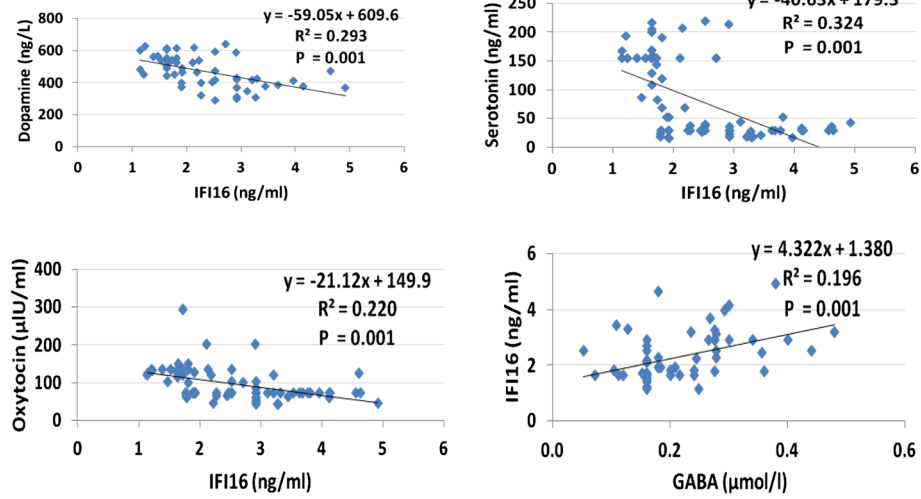 y = -59.05x + 609.6
R² = 0.293
P = 0.001
Dopamine (ng/L)
800
600
400
200
0
0 1 2 3 4 5 6
IFI16 (ng/ml)
y = -40.63x + 179.3
R² = 0.324
P = 0.001
Serotonin (ng/ml)
250
200
150
100
50
0
0 1 2 3 4 5 6
IFI16 (ng/ml)
y = -21.12x + 149.9
R² = 0.220
P = 0.001
Oxytocin (µIU/ml)
400
300
200
100
0
0 1 2 3 4 5 6
IFI16 (ng/ml)
y = 4.322x + 1.380
R² = 0.196
P = 0.001
IFI16 (ng/ml)
6
4
2
0
0.0 0.2 0.4 0.6
GABA (µmol/l)